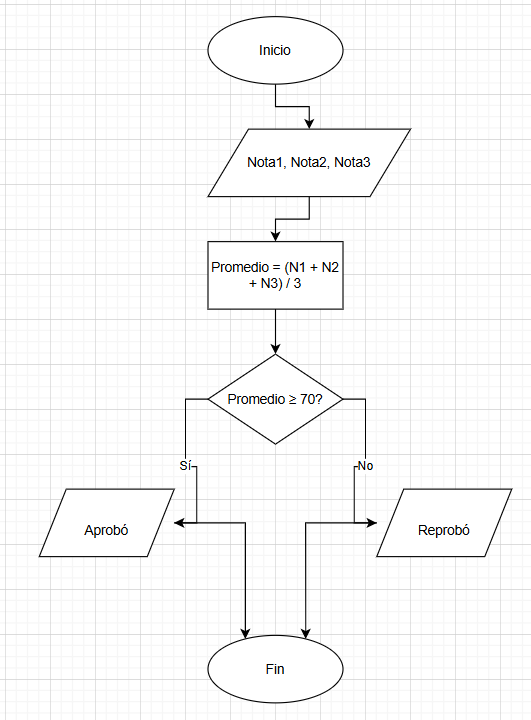 Inicio
Nota1, Nota2, Nota3
Promedio = (N1 + N2
+ N3) / 3
Promedio ≥ 70?
Sí
No
Aprobó
Reprobó
Fin